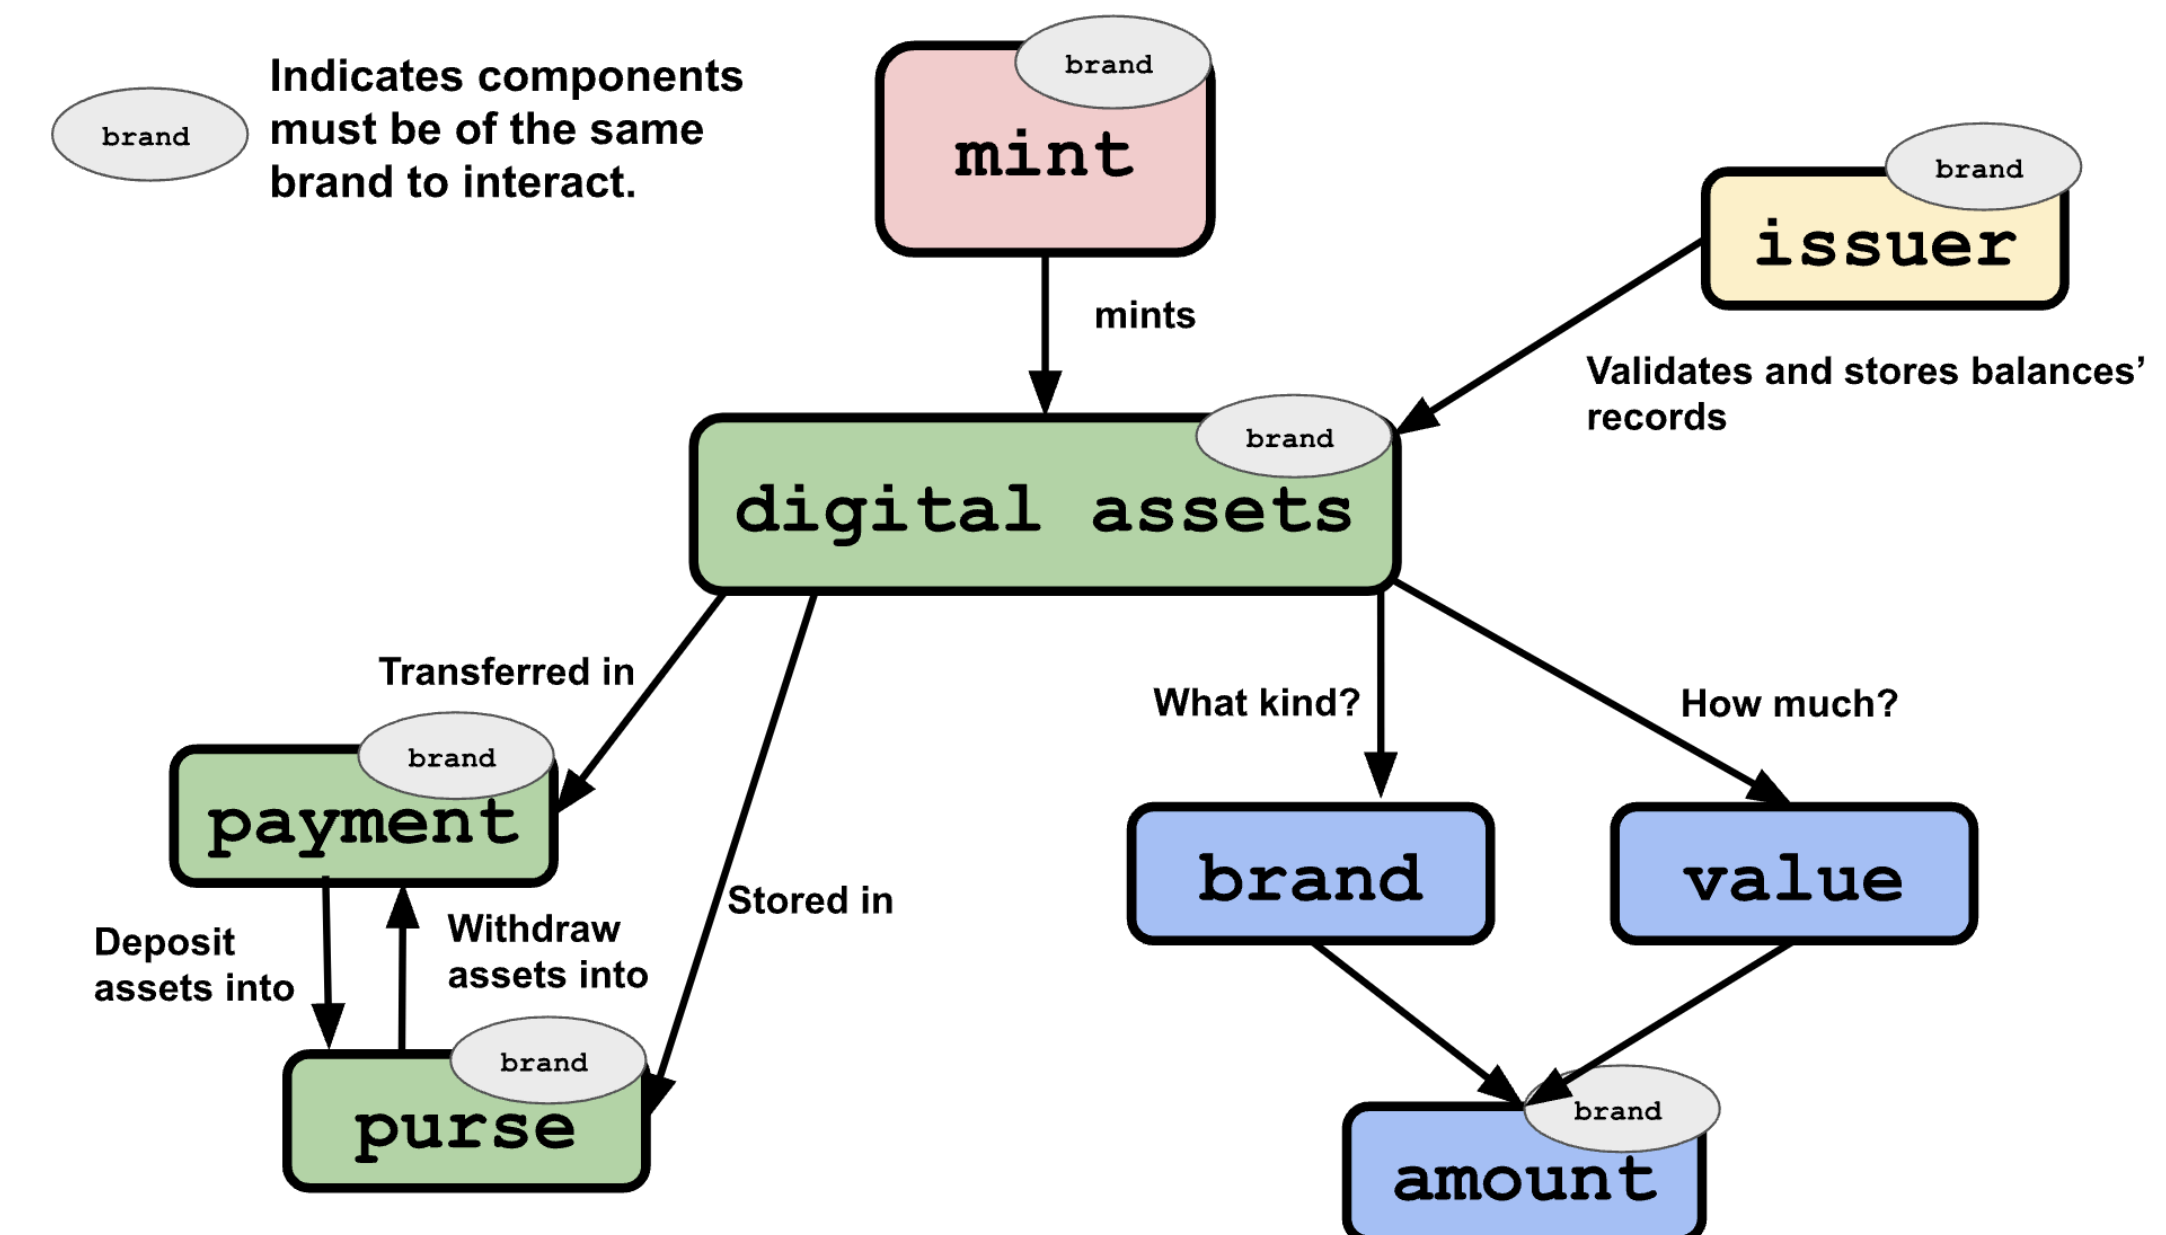 brand
Indicates components
must be of the same
brand to interact.
brand
mint
brand
issuer
mints
Validates and stores balances’
records
brand
digital assets
Transferred in
What kind?
How much?
brand
payment
brand
value
Stored in
Deposit
assets into
Withdraw
assets into
brand
purse
brand
amount